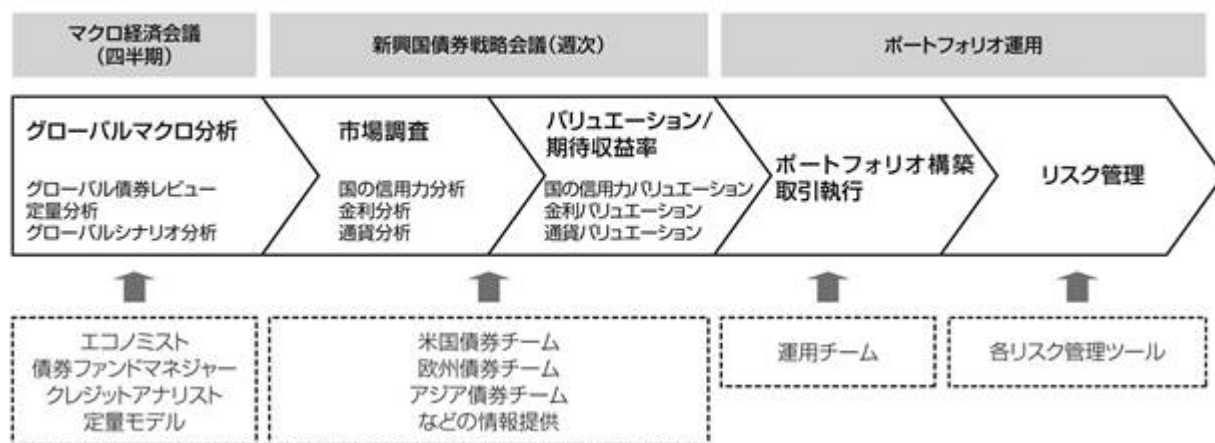 マクロ経済会議
(四半期)
新興国債券戦略会議(週次)
ポートフォリオ運用
グローバルマクロ分析
グローバル債券レビュー
定量分析
グローバルシナリオ分析
市場調査
国の信用力分析
金利分析
通貨分析
バリュエーション/
期待収益率
国の信用力バリュエーション
金利バリュエーション
通貨バリュエーション
ポートフォリオ構築
取引執行
リスク管理
エコノミスト
債券ファンドマネジャー
クレジットアナリスト
定量モデル
米国債券チーム
欧州債券チーム
アジア債券チーム
などの情報提供
運用チーム
各リスク管理ツール